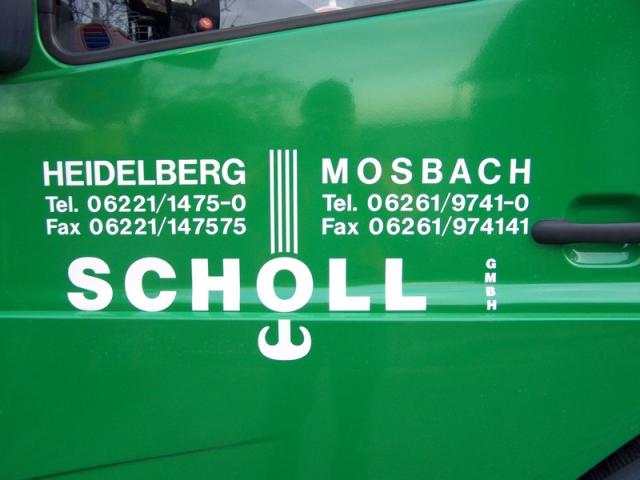 HEIDELBERG
Tel. 06221/1475-0
Fax 06221/147575
MOSBACH
Tel. 06261/9741-0
Fax 06261/974141
SCHOLL
GMBH